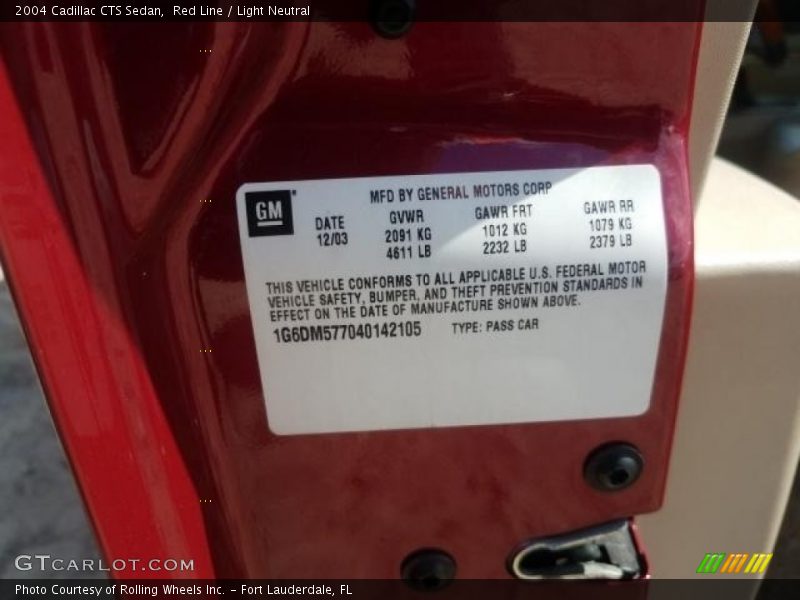 2004 Cadillac CTS Sedan, Red Line / Light Neutral
GM
MFD BY GENERAL MOTORS CORP
DATE GVWR GAWR FRT GAWR RR
12/03 2091 KG 1012 KG 1079 KG
4611 LB 2232 LB 2379 LB
THIS VEHICLE CONFORMS TO ALL APPLICABLE U.S. FEDERAL MOTOR
VEHICLE SAFETY, BUMPER, AND THEFT PREVENTION STANDARDS IN
EFFECT ON THE DATE OF MANUFACTURE SHOWN ABOVE.
1G6DM577040142105 TYPE: PASS CAR
GTCARLOT.COM
Photo Courtesy of Rolling Wheels Inc. – Fort Lauderdale, FL